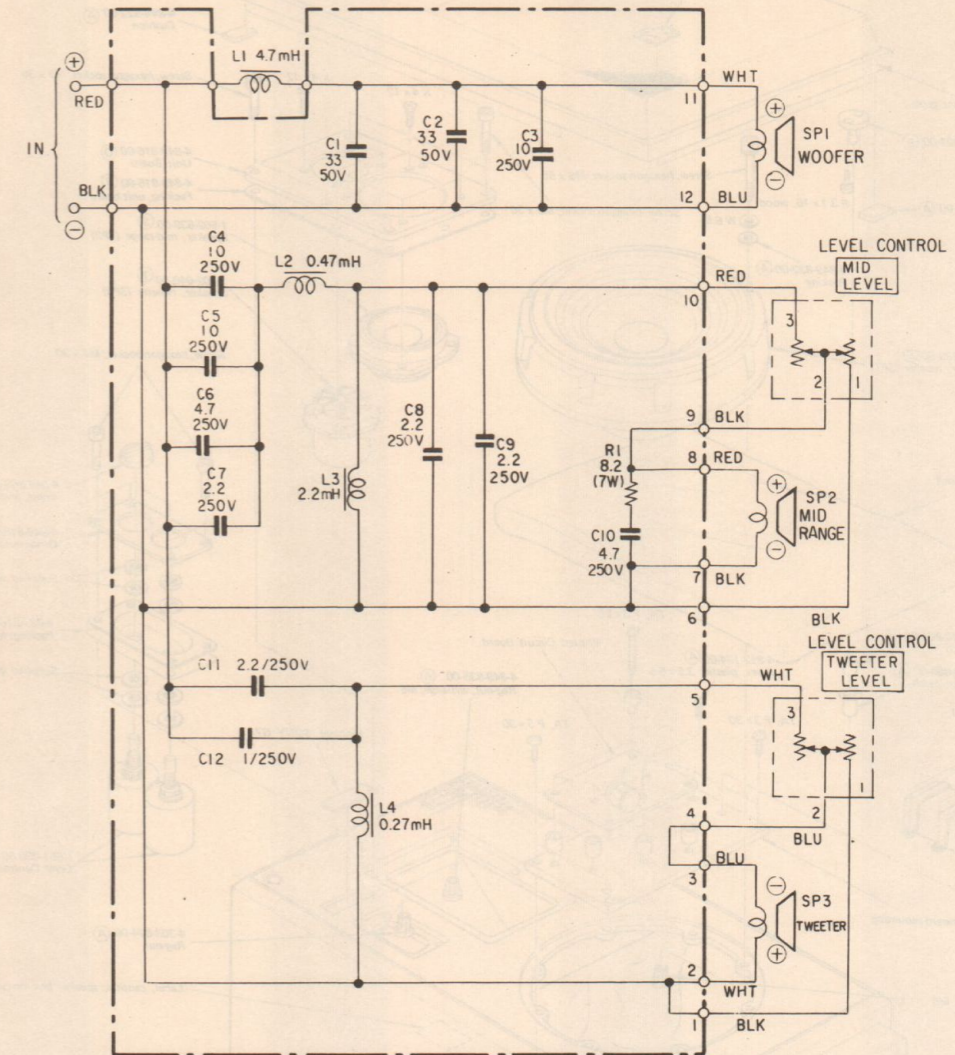 L1 4.7mH
⊕
RED
IN
BLK
⊖
C1
33
50V
C2
33
50V
C3
10
250V
WHT
11
⊕
SP1
WOOFER
⊖
12
BLU
C4
10
250V
L2 0.47mH
C5
10
250V
C6
4.7
250V
C7
2.2
250V
L3
2.2mH
C8
2.2
250V
C9
2.2
250V
RED
10
LEVEL CONTROL
MID
LEVEL
3
2
1
9
BLK
R1
8.2
(7W)
8
RED
C10
4.7
250V
⊕
SP2
MID
RANGE
⊖
7
BLK
6
BLK
C11 2.2/250V
C12 1/250V
L4
0.27mH
WHT
5
LEVEL CONTROL
TWEETER
LEVEL
3
1
2
4
BLU
BLU
3
⊖
SP3
TWEETER
⊕
2
WHT
1
BLK